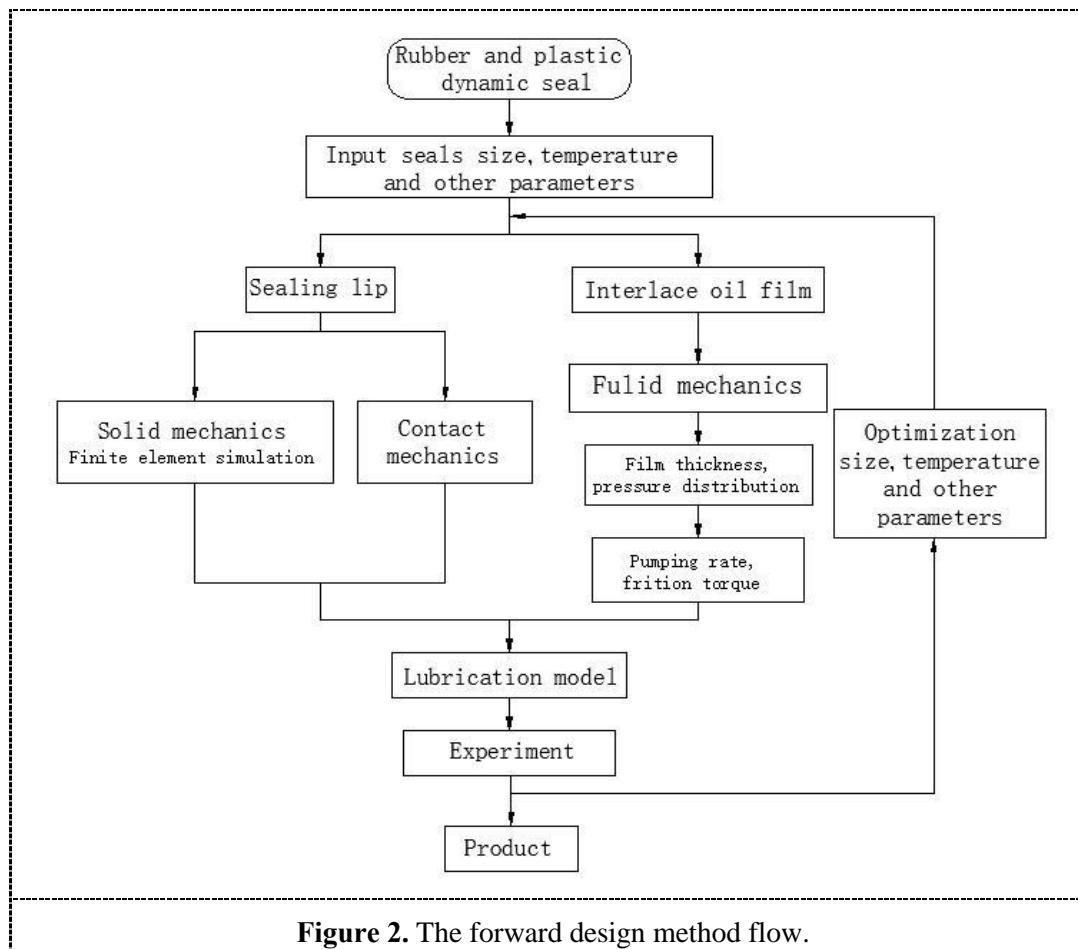 Rubber and plastic
dynamic seal
Input seals size, temperature
and other parameters
Sealing lip
Interlace oil film
Solid mechanics
Finite element simulation
Contact
mechanics
Fulid mechanics
Film thickness,
pressure distribution
Pumping rate,
frition torque
Optimization
size, temperature
and other
parameters
Lubrication model
Experiment
Product
Figure 2. The forward design method flow.